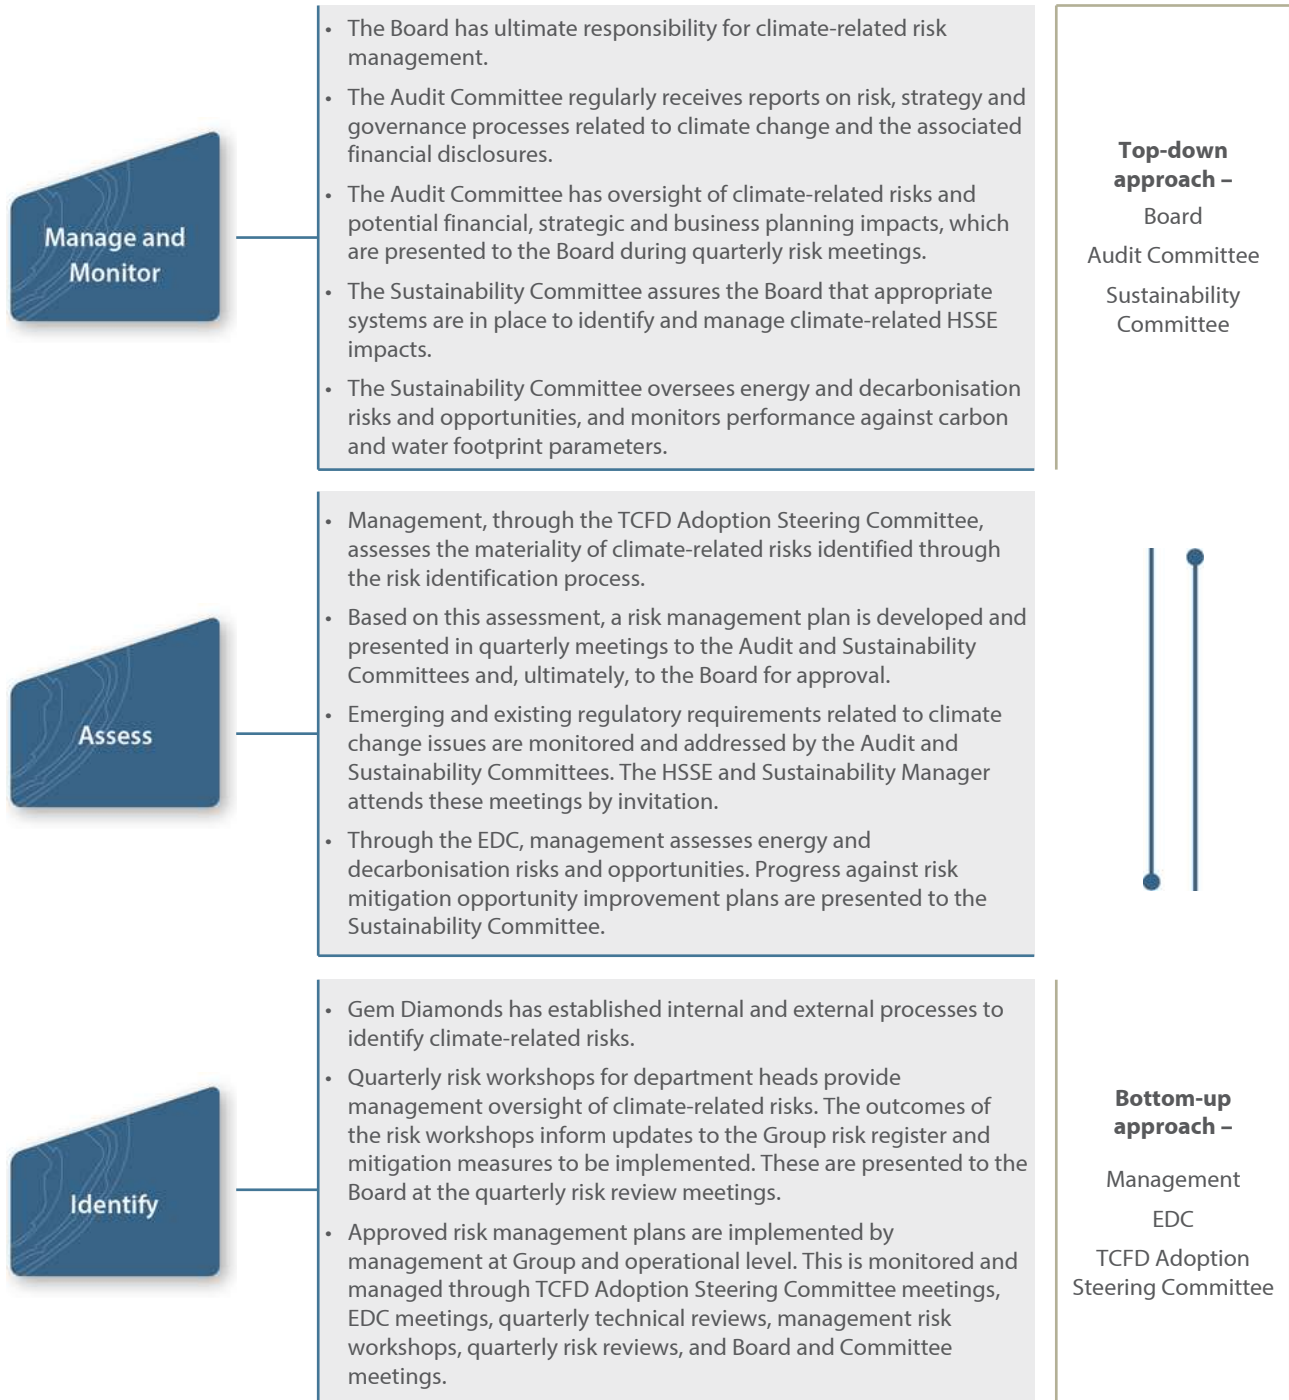 Manage and
Monitor
• The Board has ultimate responsibility for climate-related risk
management.
• The Audit Committee regularly receives reports on risk, strategy and
governance processes related to climate change and the associated
financial disclosures.
• The Audit Committee has oversight of climate-related risks and
potential financial, strategic and business planning impacts, which
are presented to the Board during quarterly risk meetings.
• The Sustainability Committee assures the Board that appropriate
systems are in place to identify and manage climate-related HSSE
impacts.
• The Sustainability Committee oversees energy and decarbonisation
risks and opportunities, and monitors performance against carbon
and water footprint parameters.
Top-down
approach –
Board
Audit Committee
Sustainability
Committee
Assess
• Management, through the TCFD Adoption Steering Committee,
assesses the materiality of climate-related risks identified through
the risk identification process.
• Based on this assessment, a risk management plan is developed and
presented in quarterly meetings to the Audit and Sustainability
Committees and, ultimately, to the Board for approval.
• Emerging and existing regulatory requirements related to climate
change issues are monitored and addressed by the Audit and
Sustainability Committees. The HSSE and Sustainability Manager
attends these meetings by invitation.
• Through the EDC, management assesses energy and
decarbonisation risks and opportunities. Progress against risk
mitigation opportunity improvement plans are presented to the
Sustainability Committee.
Identify
• Gem Diamonds has established internal and external processes to
identify climate-related risks.
• Quarterly risk workshops for department heads provide
management oversight of climate-related risks. The outcomes of
the risk workshops inform updates to the Group risk register and
mitigation measures to be implemented. These are presented to the
Board at the quarterly risk review meetings.
• Approved risk management plans are implemented by
management at Group and operational level. This is monitored and
managed through TCFD Adoption Steering Committee meetings,
EDC meetings, quarterly technical reviews, management risk
workshops, quarterly risk reviews, and Board and Committee
meetings.
Bottom-up
approach –
Management
EDC
TCFD Adoption
Steering Committee